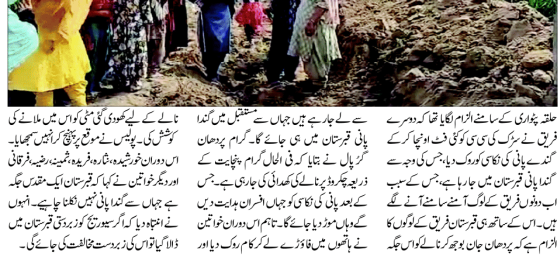 حلقہ پٹواری کے سامنے الزام لگایا تھا کہ دوسرے
فریق نے سڑک کی سی سی کو کئی فٹ اونچا کر کے
گندے پانی کی نکاسی کو روک دیا، جس کی وجہ سے
گندا پانی قبرستان میں جا رہا ہے، جس کے سبب
اب دونوں فریق کے لوگ آمنے سامنے آنے لگے
ہیں۔ اس کے ساتھ ہی قبرستان فریق کے لوگوں کا
الزام ہے کہ پردھان جان بوجھ کر نالے کو اس جگہ
سے لے جا رہے ہیں جہاں سے مستقبل میں گندا
پانی قبرستان میں ہی جائے گا۔ گرام پردھان
گر پال نے بتایا کہ فی الحال گرام پنچایت کے
ذریعہ چکروڈ پر نالے کی کھدائی کی جا رہی ہے۔ جس
کے بعد پانی کی نکاسی کو جہاں افسران ہدایت دیں
گے وہاں موڑ دیا جائے گا۔ تاہم اس دوران خواتین
نے ہاتھوں میں فاؤڑے لے کر کام روک دیا اور
نالے کے لیے کھودی گئی مٹی کو اس میں ملانے کی
کوشش کی۔ پولیس نے موقع پر پہنچ کر انہیں سمجھایا۔
اس دوران خورشیدہ، نثارہ، فریدہ، ثمینہ، رضیہ، فرقانی
اور دیگر خواتین نے کہا کہ قبرستان ایک مقدس جگہ
ہے جہاں سے گندا پانی نہیں نکلنا چاہیے۔ انہوں
نے انتباہ دیا کہ اگر سیوریج کو زبردستی قبرستان میں
ڈالا گیا تو اس کی زبردست مخالفت کی جائے گی۔